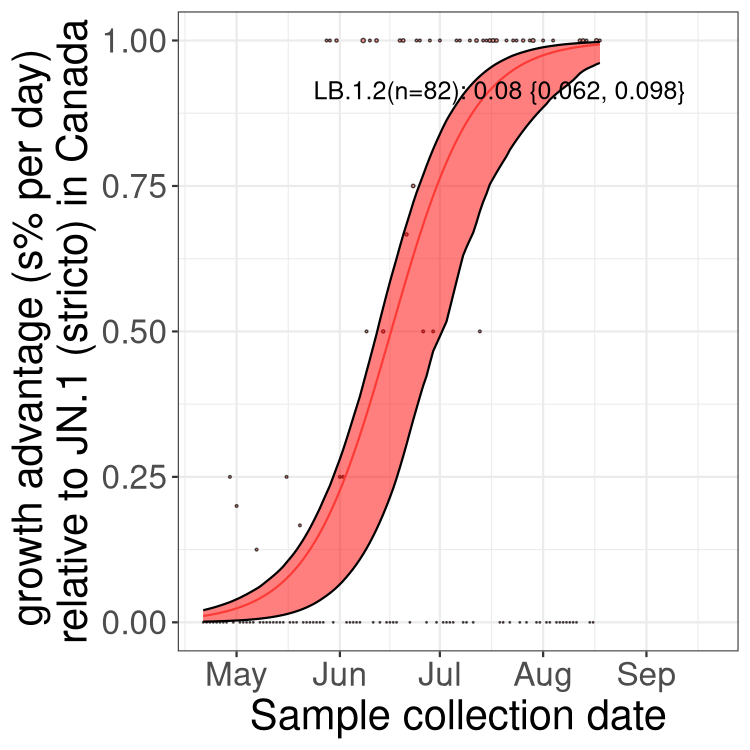 growth advantage (s% per day)
relative to JN.1 (stricto) in Canada
1.00
0.75
0.50
0.25
0.00
LB.1.2(n=82): 0.08 {0.062, 0.098}
May Jun Jul Aug Sep
Sample collection date